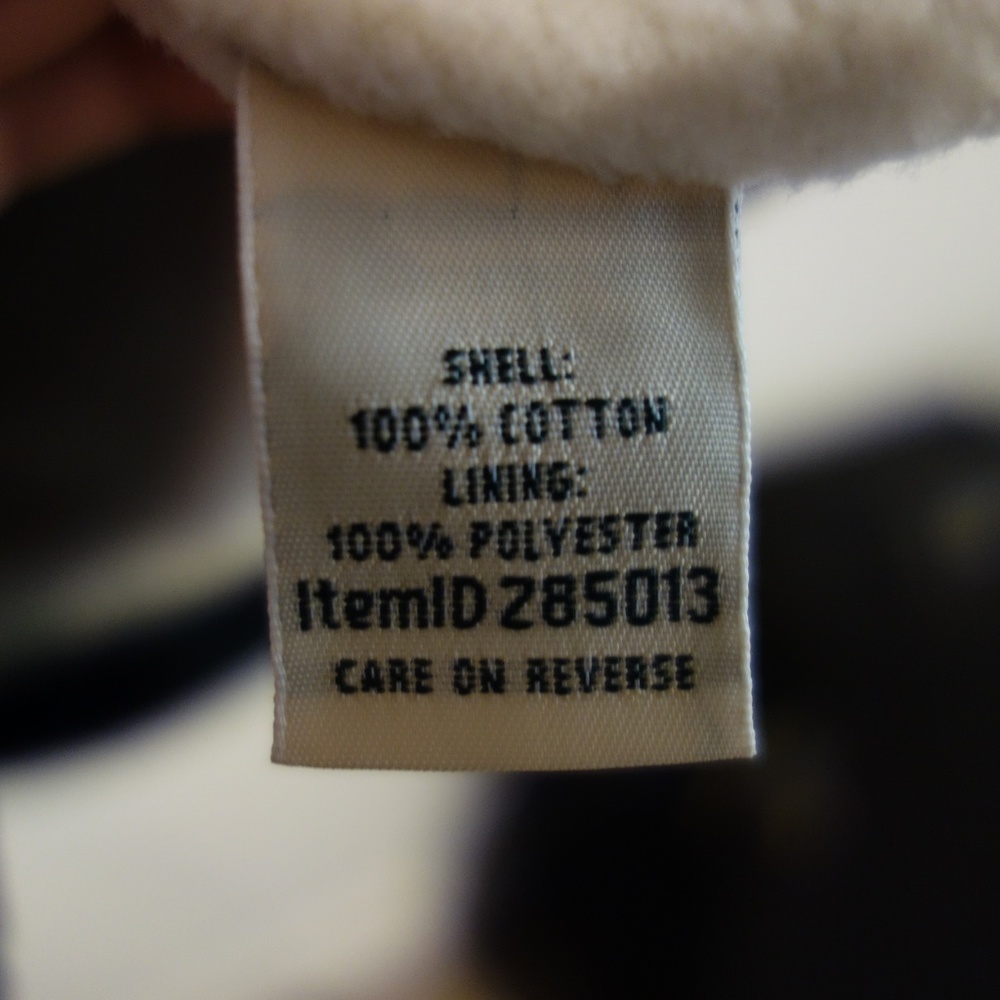 SHELL:
100% COTTON
LINING:
100% POLYESTER
ItemID 285013
CARE ON REVERSE